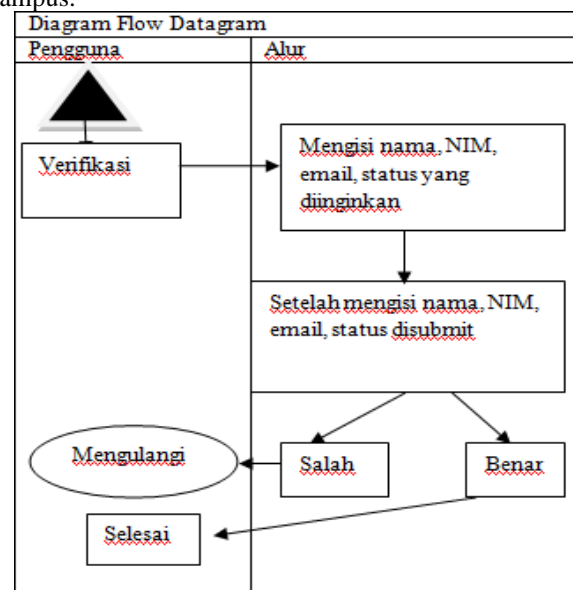 Diagram Flow Datagram
Pengguna
Alur
Verifikasi
Mengisi nama, NIM,
email, status yang
diinginkan
Setelah mengisi nama, NIM,
email, status disubmit
Mengulangi
Salah
Benar
Selesai